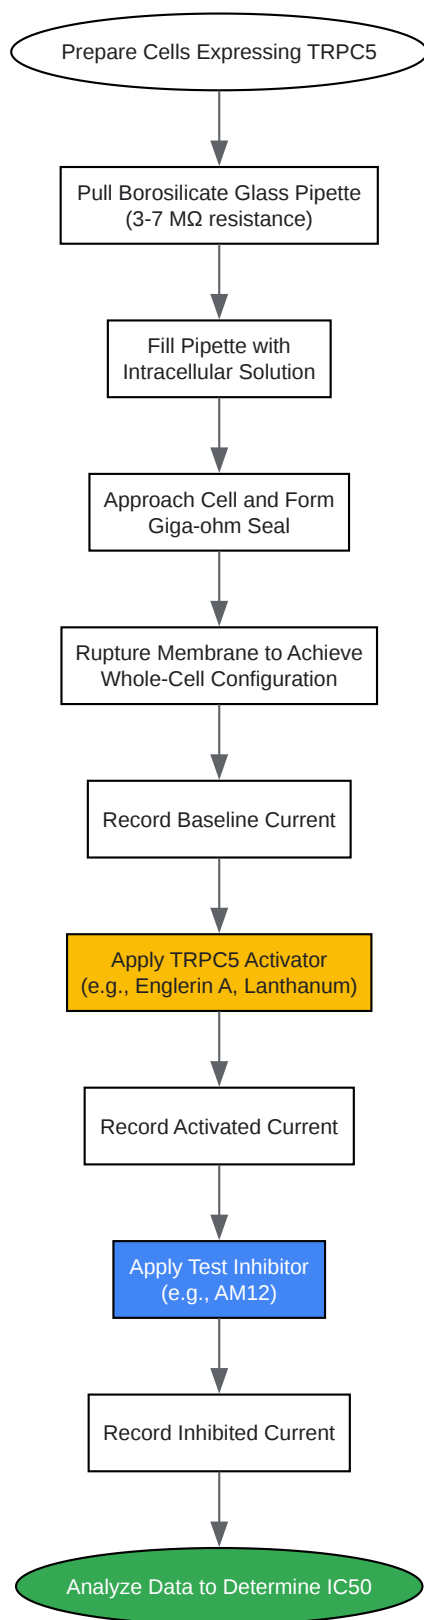 Prepare Cells Expressing TRPC5
Pull Borosilicate Glass Pipette
(3-7 MΩ resistance)
Fill Pipette with
Intracellular Solution
Approach Cell and Form
Giga-ohm Seal
Rupture Membrane to Achieve
Whole-Cell Configuration
Record Baseline Current
Apply TRPC5 Activator
(e.g., Englerin A, Lanthanum)
Record Activated Current
Apply Test Inhibitor
(e.g., AM12)
Record Inhibited Current
Analyze Data to Determine IC50